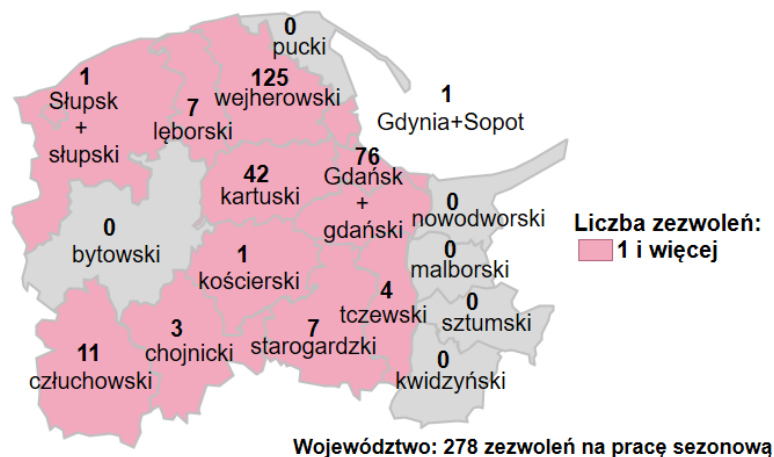 0
pucki
1
Słupsk
+
słupski
7
lęborski
125
wejherowski
1
Gdynia+Sopot
42
kartuski
76
Gdańsk
+
gdański
0
nowodworski
Liczba zezwoleń:
1 i więcej
0
bytowski
1
kościerski
0
malborski
4
tczewski
0
sztumski
11
człuchowski
3
chojnicki
7
starogardzki
0
kwidzyński
Województwo: 278 zezwoleń na pracę sezonową